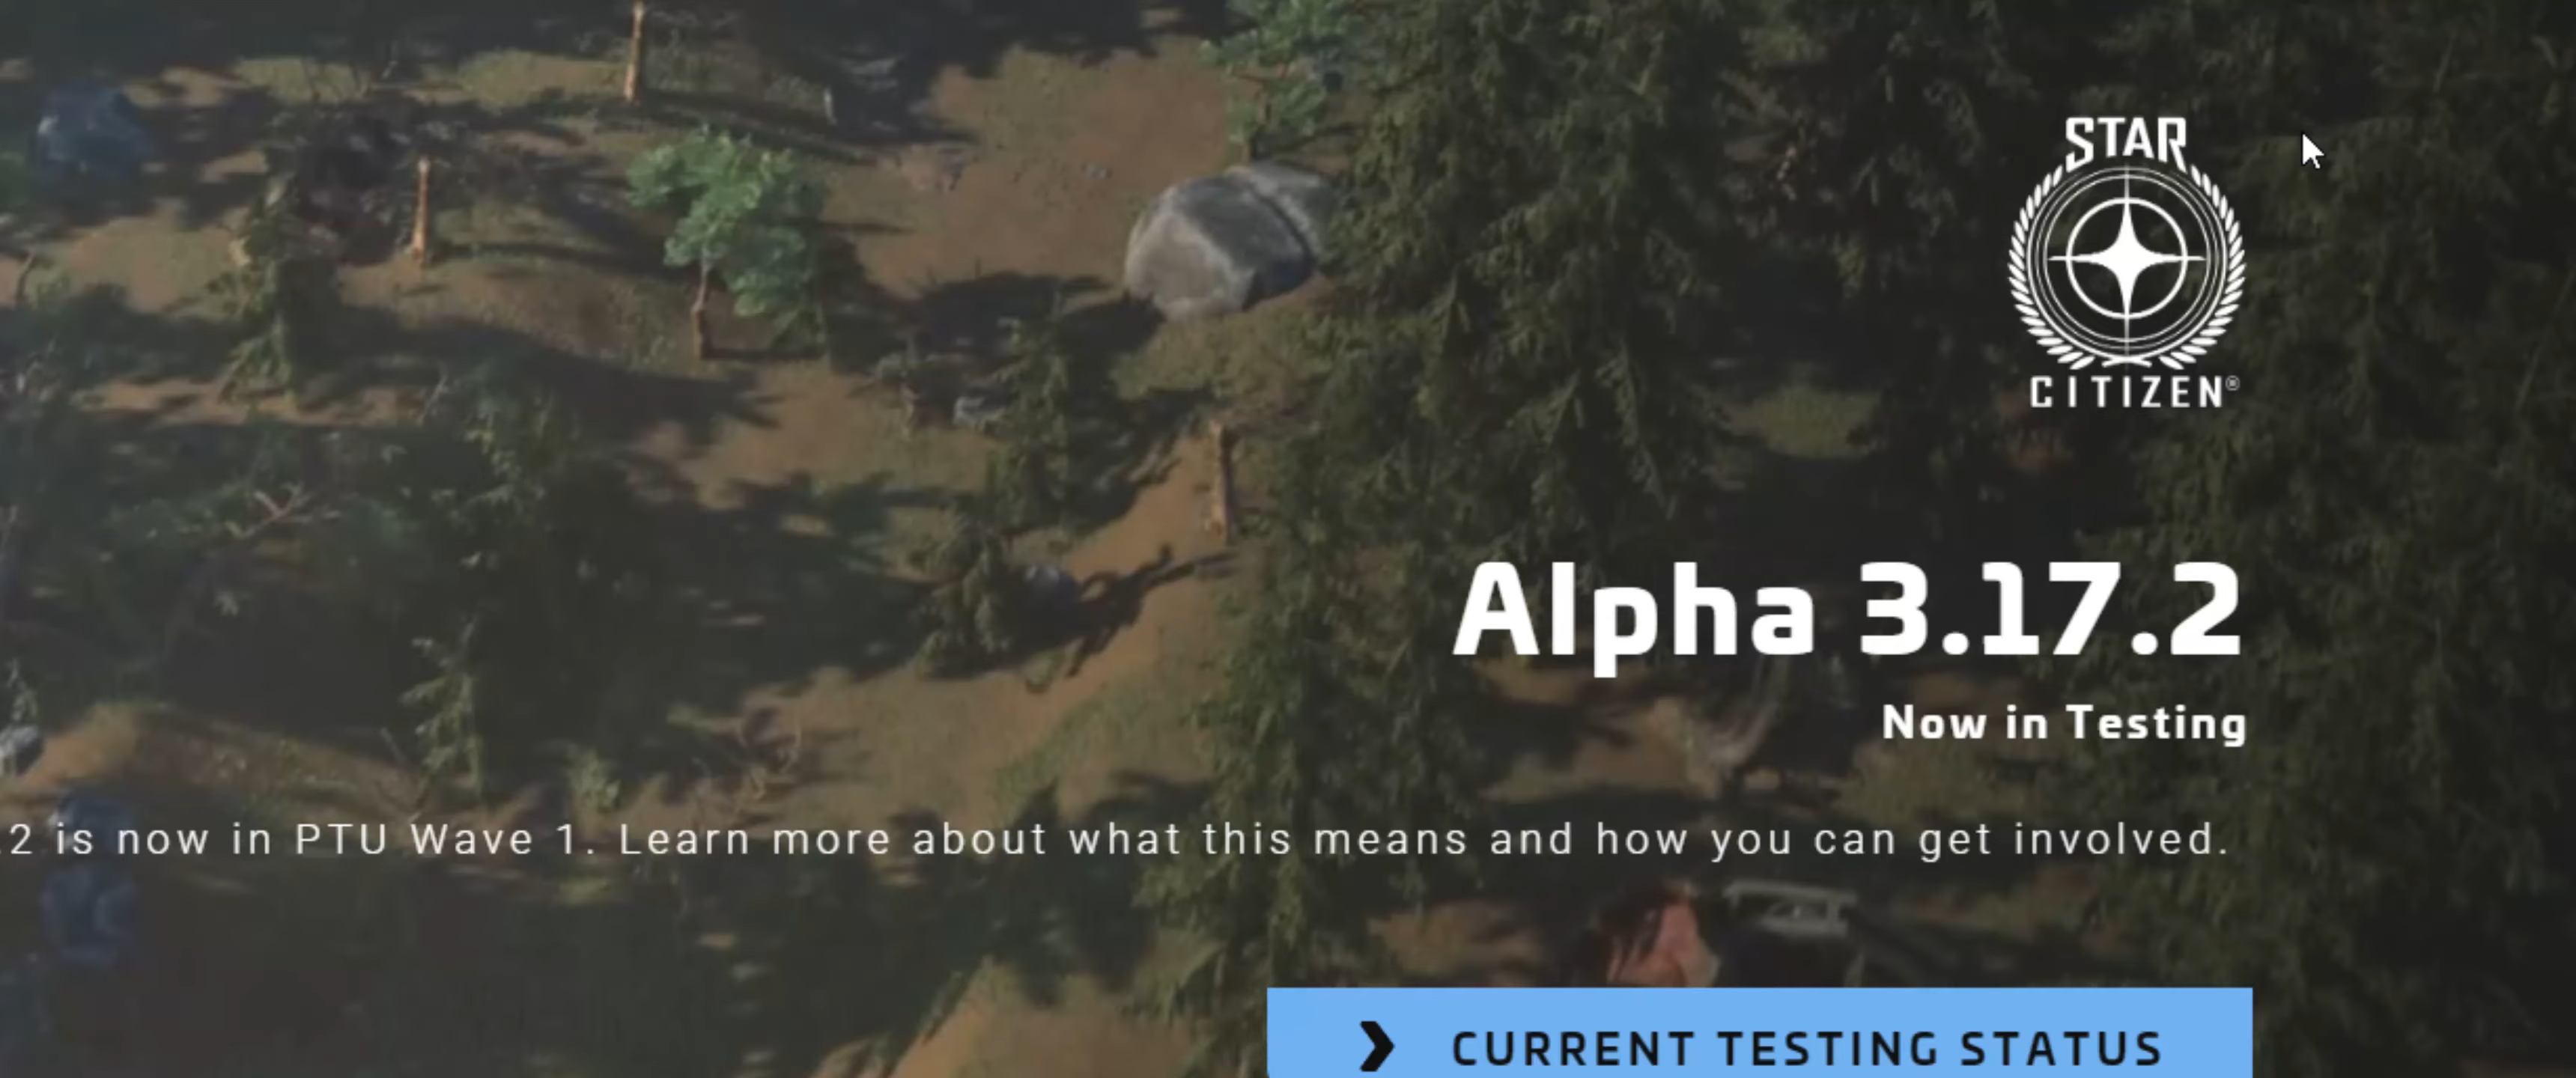 STAR
CITIZEN®
Alpha 3.17.2
Now in Testing
.2 is now in PTU Wave 1. Learn more about what this means and how you can get involved.
CURRENT TESTING STATUS